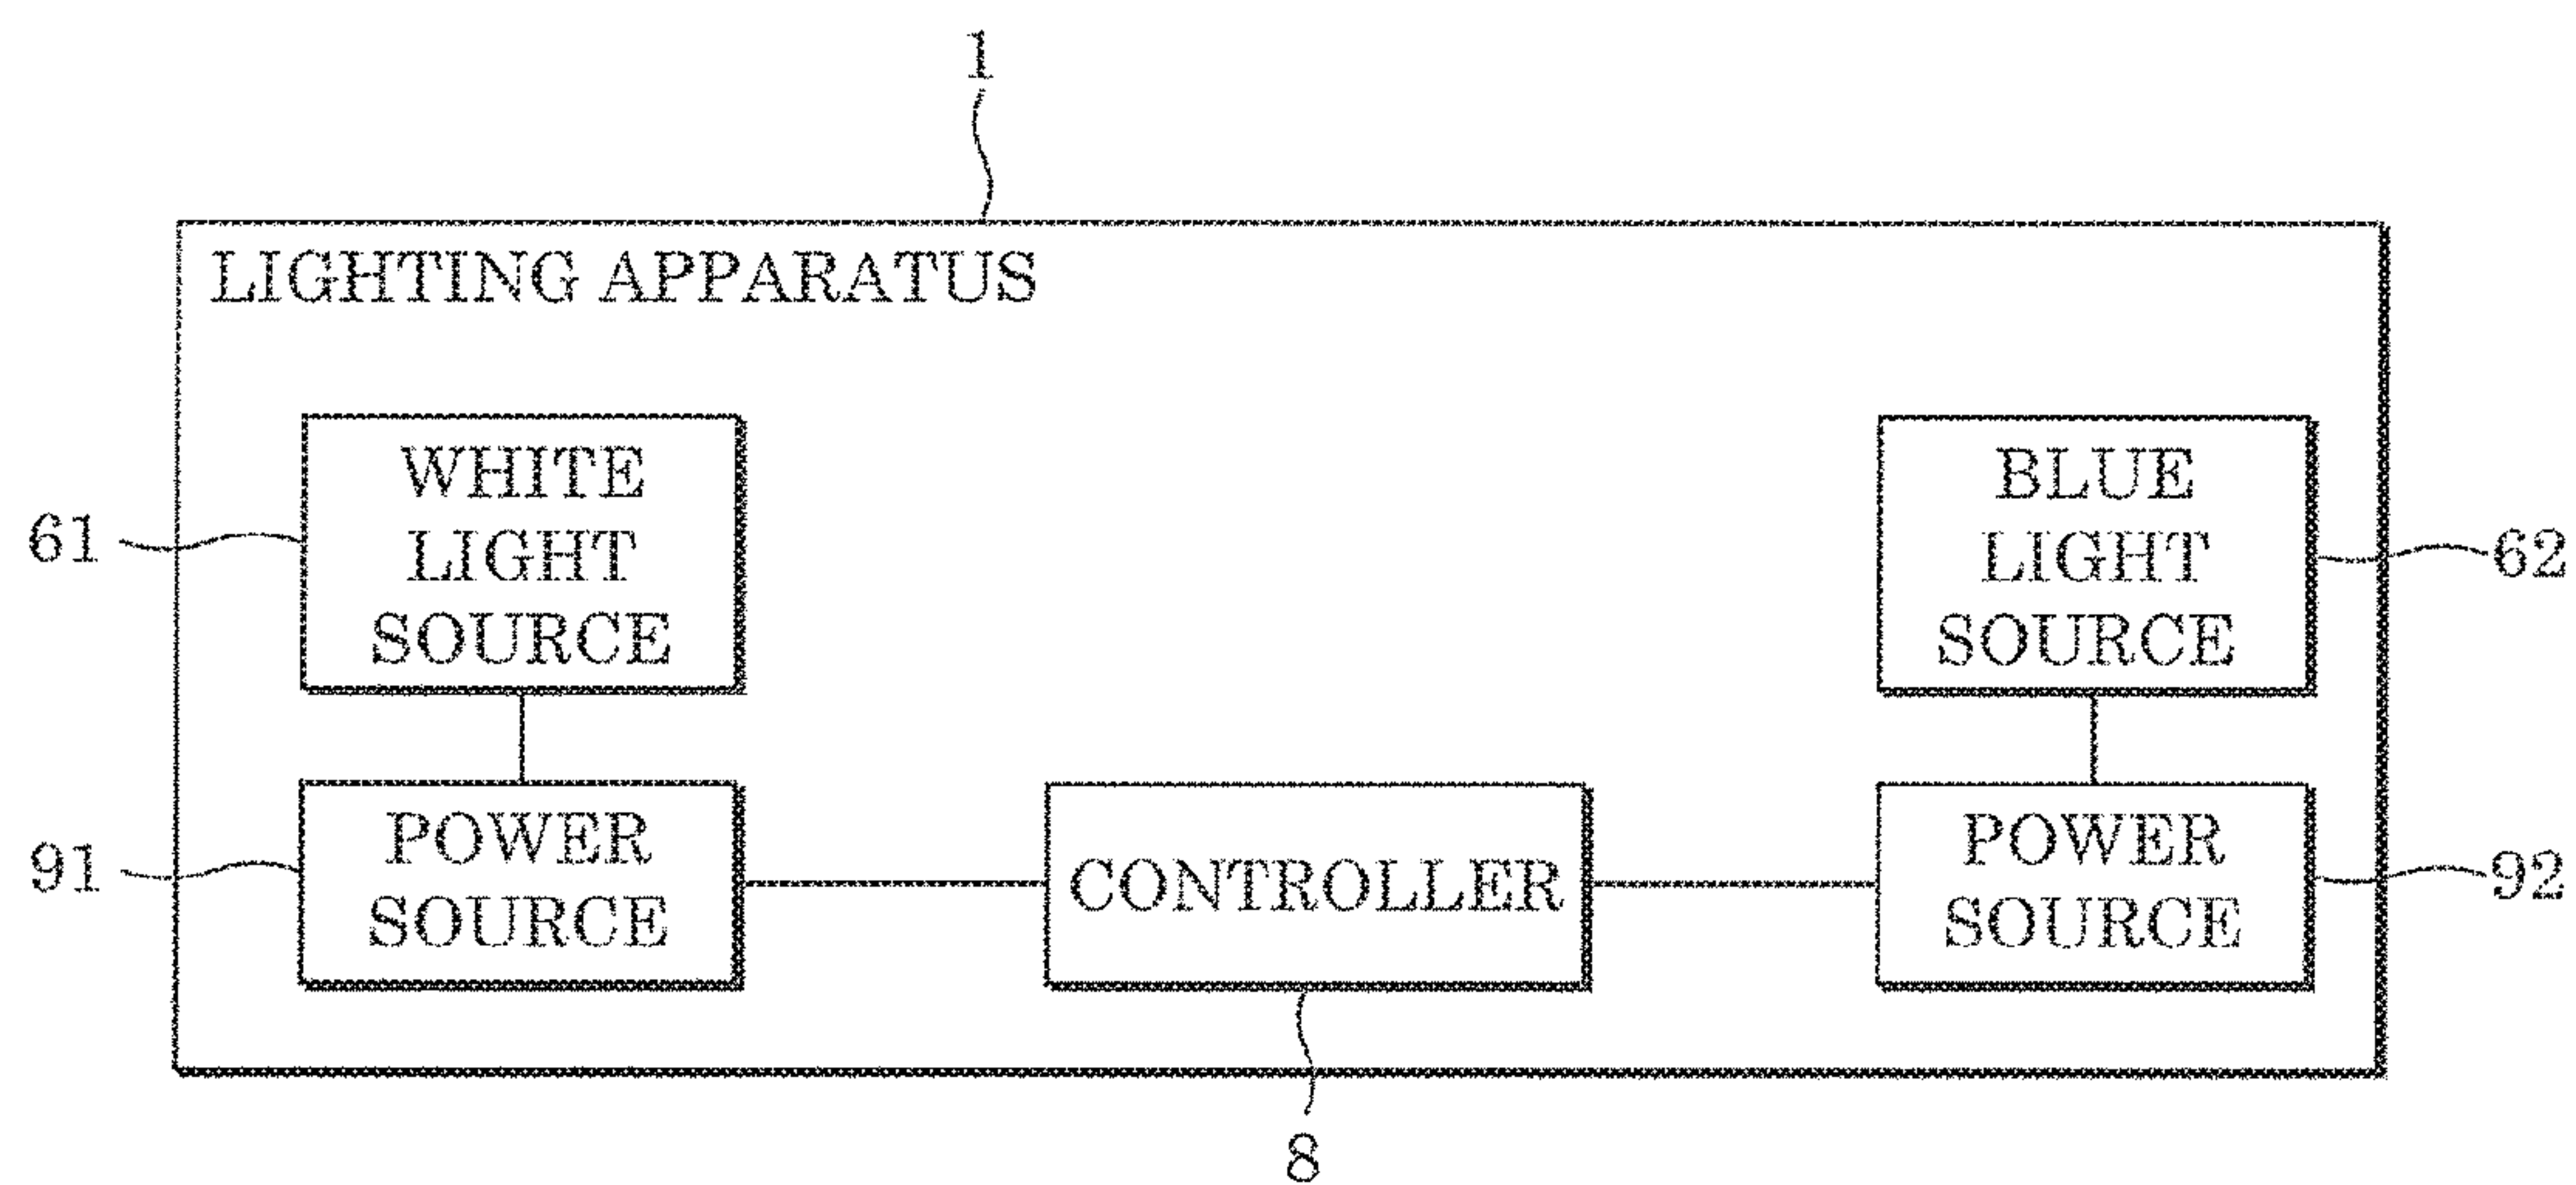 1
LIGHTING APPARATUS
WHITE
LIGHT
SOURCE
61
BLUE
LIGHT
SOURCE
62
POWER
SOURCE
91
CONTROLLER
8
POWER
SOURCE
92